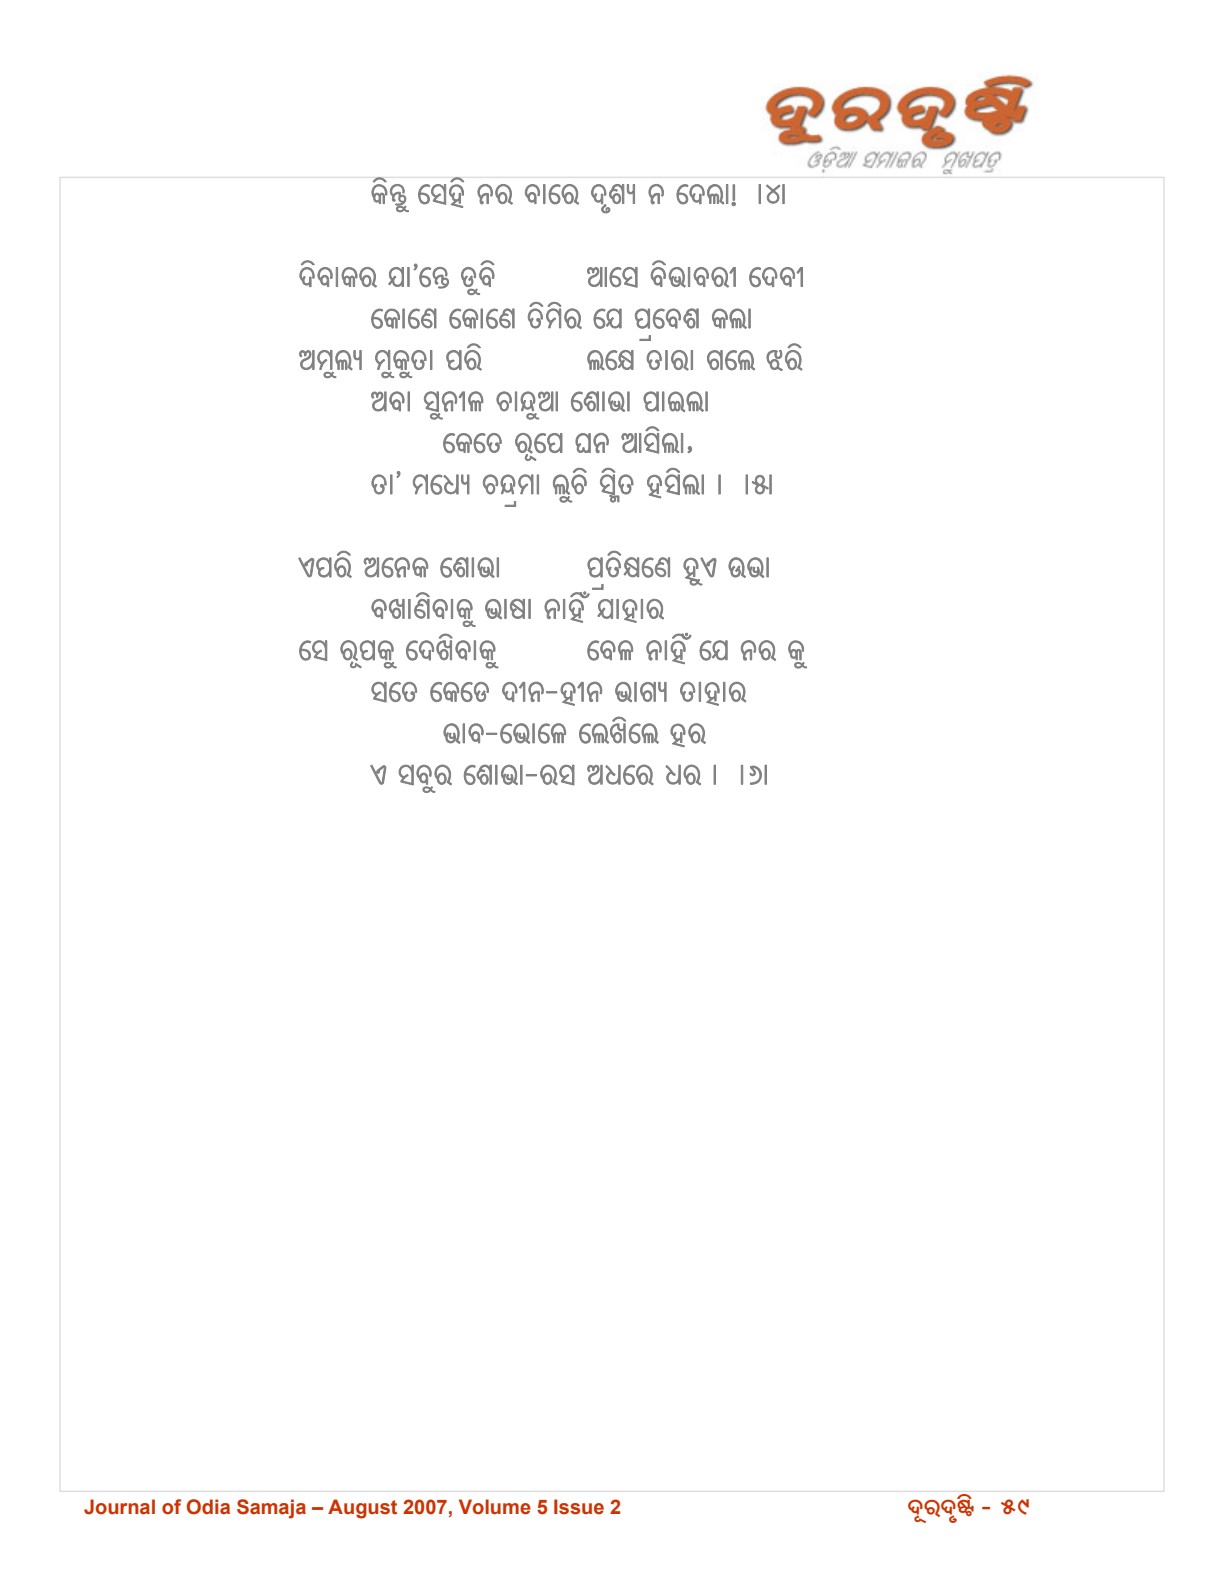 ଦୁରଦୃଷ୍ଟି
ଓଡ଼ିଆ ସମାଜର ମୁଖପତ୍ର
କିନ୍ତୁ ସେହି ନର ବାରେ ଦୃଶ୍ୟ ନ ଦେଲା! ।୪।
ଦିବାକର ଯା'ନ୍ତେ ଡୁବି ଆସେ ବିଭାବରୀ ଦେବୀ
କୋଣେ କୋଣେ ତିମିର ଯେ ପ୍ରବେଶ କଲା
ଅମୁଲ୍ୟ ମୁକୁତା ପରି ଲକ୍ଷେ ତାରା ଗଲେ ଝରି
ଅବା ସୁନୀଳ ଚାନ୍ଦୁଆ ଶୋଭା ପାଇଲା
କେତେ ରୂପେ ଘନ ଆସିଲା,
ତା' ମଧ୍ୟେ ଚନ୍ଦ୍ରମା ଲୁଚି ସ୍ମିତ ହସିଲା । ।୫।
ଏପରି ଅନେକ ଶୋଭା ପ୍ରତିକ୍ଷଣେ ହୁଏ ଉଭା
ବଖାଣିବାକୁ ଭାଷା ନାହିଁ ଯାହାର
ସେ ରୂପକୁ ଦେଖିବାକୁ ବେଳ ନାହିଁ ଯେ ନର କୁ
ସତେ କେଡେ ଦୀନ-ହୀନ ଭାଗ୍ୟ ତାହାର
ଭାବ-ଭୋଳେ ଲେଖିଲେ ହର
ଏ ସବୁର ଶୋଭା-ରସ ଅଧରେ ଧର । ।୬।
Journal of Odia Samaja – August 2007, Volume 5 Issue 2 ଦୂରଦୃଷ୍ଟି - ୫୯